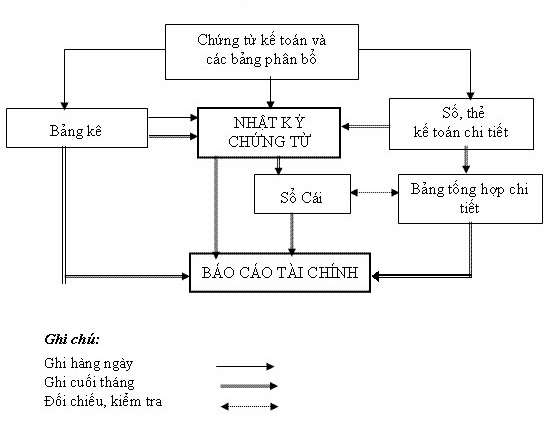 Chứng từ kế toán và
các bảng phân bổ
Bảng kê
NHẬT KÝ
CHỨNG TỪ
Số, thẻ
kế toán chi tiết
Sổ Cái
Bảng tổng hợp chi
tiết
BÁO CÁO TÀI CHÍNH
Ghi chú:
Ghi hàng ngày
Ghi cuối tháng
Đối chiếu, kiểm tra